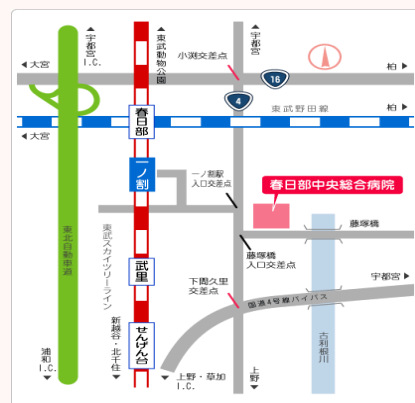 宇都宮
I.C.
東武動物公園
宇都宮
小渕交差点
大宮
柏
16
柏
4
東武野田線
春日部
大宮
一ノ割
一ノ割駅
入口交差点
春日部中央総合病院
藤塚橋
東北自動車道
東武スカイツリーライン
藤塚橋
入口交差点
武里
下間久里
交差点
宇都宮
国道4号線バイパス
新越谷・北千住
せんげん台
古利根川
浦和
I.C.
上野・草加
I.C.
上野